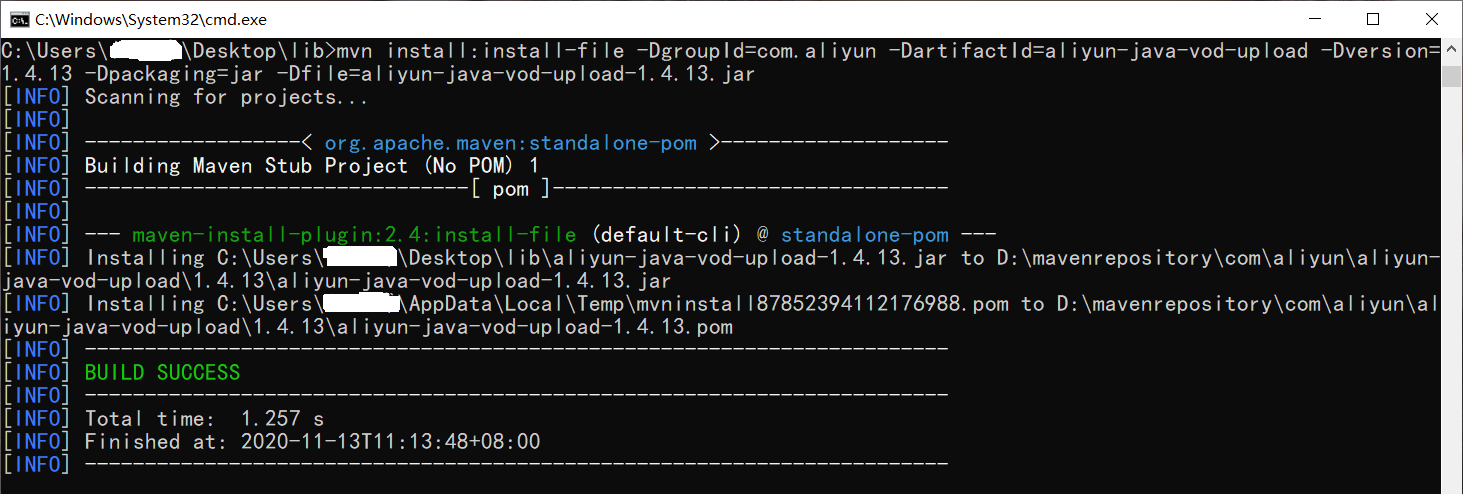 C:\Windows\System32\cmd.exe
C:\Users\ \Desktop\lib>mvn install:install-file -DgroupId=com.aliyun -DartifactId=aliyun-java-vod-upload -Dversion=
1.4.13 -Dpackaging=jar -Dfile=aliyun-java-vod-upload-1.4.13.jar
[INFO] Scanning for projects...
[INFO]
[INFO] ------------------< org.apache.maven:standalone-pom >-------------------
[INFO] Building Maven Stub Project (No POM) 1
[INFO] --------------------------------[ pom ]---------------------------------
[INFO]
[INFO] --- maven-install-plugin:2.4:install-file (default-cli) @ standalone-pom ---
[INFO] Installing C:\Users\ \Desktop\lib\aliyun-java-vod-upload-1.4.13.jar to D:\mavenrepository\com\aliyun\aliyun-
java-vod-upload\1.4.13\aliyun-java-vod-upload-1.4.13.jar
[INFO] Installing C:\Users\ \AppData\Local\Temp\mvninstall87852394112176988.pom to D:\mavenrepository\com\aliyun\al
iyun-java-vod-upload\1.4.13\aliyun-java-vod-upload-1.4.13.pom
[INFO] ------------------------------------------------------------------------
[INFO] BUILD SUCCESS
[INFO] ------------------------------------------------------------------------
[INFO] Total time:  1.257 s
[INFO] Finished at: 2020-11-13T11:13:48+08:00
[INFO] ------------------------------------------------------------------------